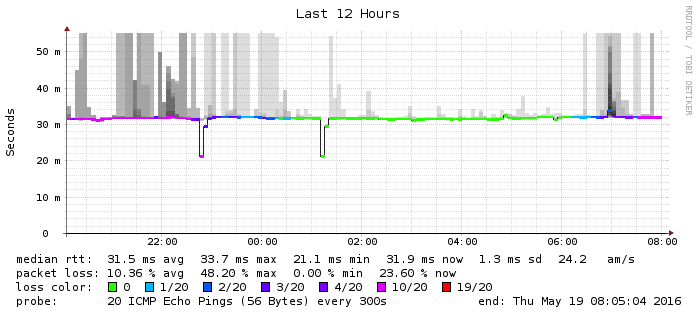 Last 12 Hours
RRDTOOL / TOBI OETIKER
Seconds
50 m
40 m
30 m
20 m
10 m
0
22:00 00:00 02:00 04:00 06:00 08:00
median rtt: 31.5 ms avg 33.7 ms max 21.1 ms min 31.9 ms now 1.3 ms sd 24.2 am/s
packet loss: 10.36 % avg 48.20 % max 0.00 % min 23.60 % now
loss color: 0 1/20 2/20 3/20 4/20 10/20 19/20
probe: 20 ICMP Echo Pings (56 Bytes) every 300s end: Thu May 19 08:05:04 2016